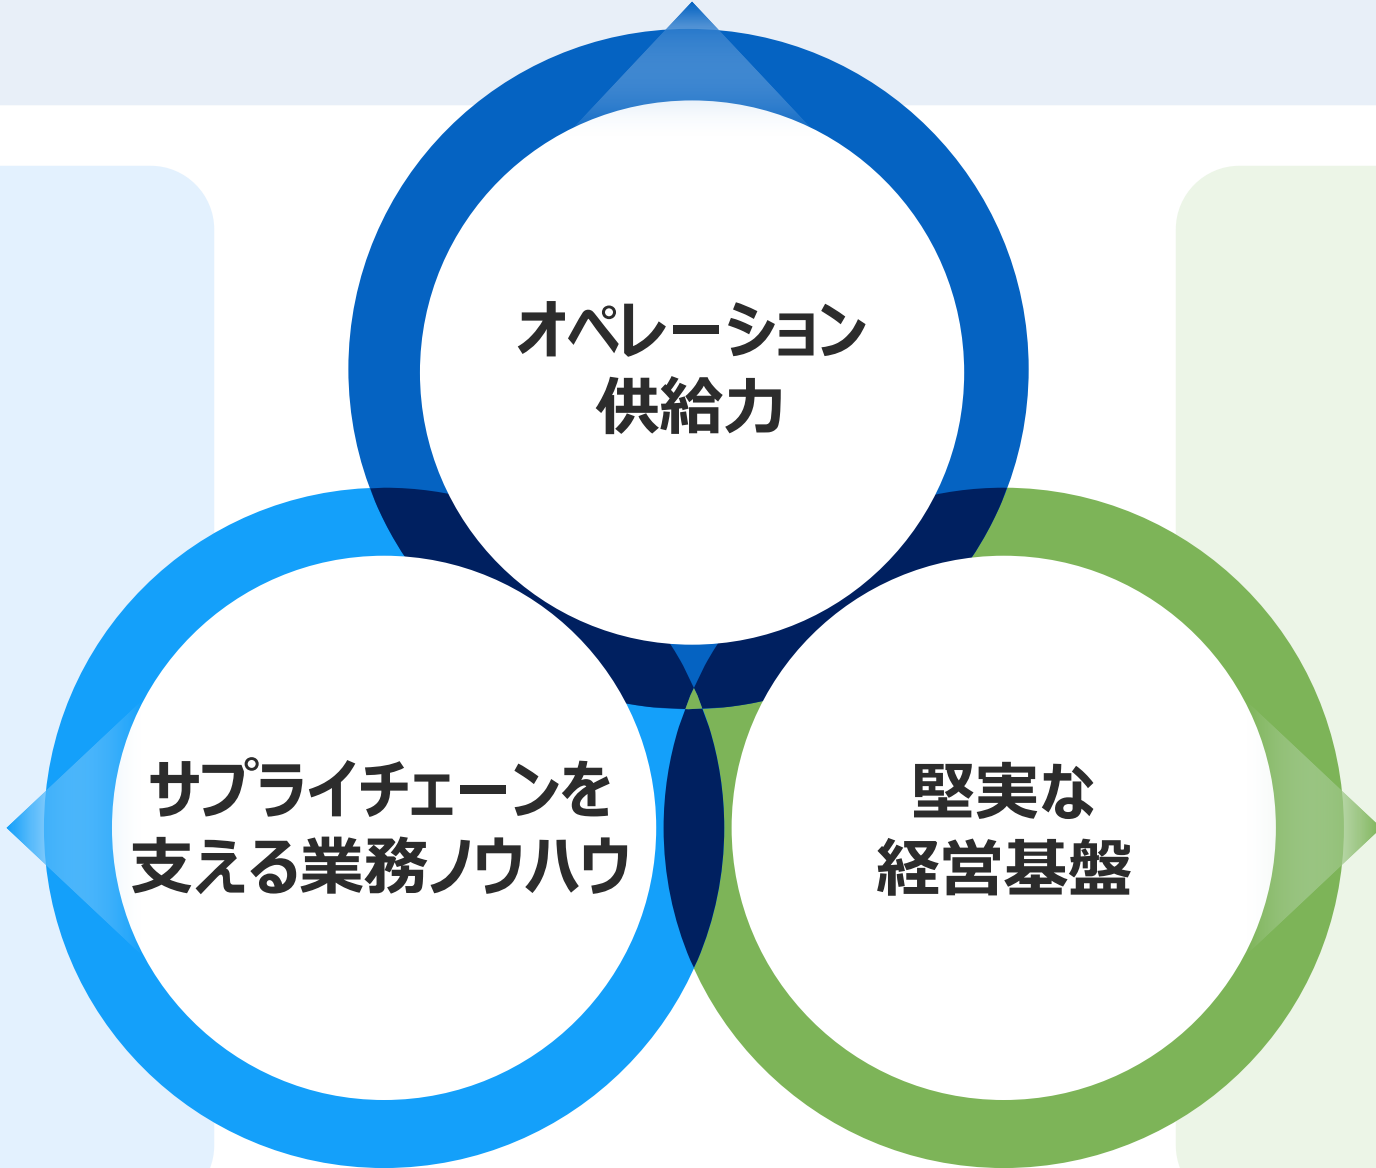 オペレーション
供給力
サプライチェーンを
支える業務ノウハウ
堅実な
経営基盤